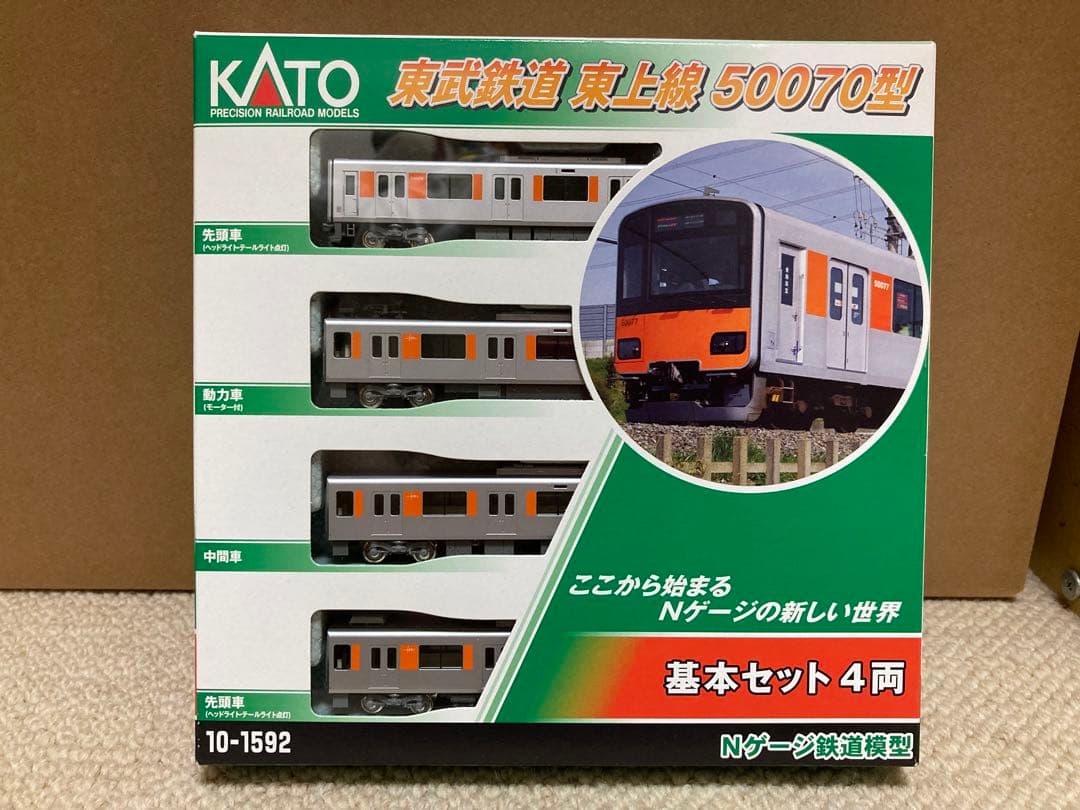 KATO
PRECISION RAILROAD MODELS
東武鉄道 東上線 50070型
先頭車
(ヘッドライト・テールライト点灯)
50077
50077
動力車
(モーター付)
中間車
ここから始まる
Nゲージの新しい世界
先頭車
(ヘッドライト・テールライト点灯)
基本セット 4両
10-1592
Nゲージ鉄道模型